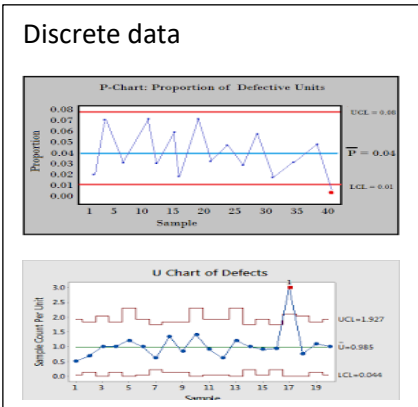 Discrete data
P-Chart: Proportion of Defective Units
0.08
0.07
0.06
0.05
0.04
0.03
0.02
0.01
0.00
Proportion
UCL = 0.08
P = 0.04
LCL = 0.01
1 5 10 15 20 25 30 35 40
Sample
U Chart of Defects
3.0
2.5
2.0
1.5
1.0
0.5
0.0
Sample Count Per Unit
1
UCL=1.927
Ū=0.985
LCL=0.044
1 3 5 7 9 11 13 15 17 19
Sample